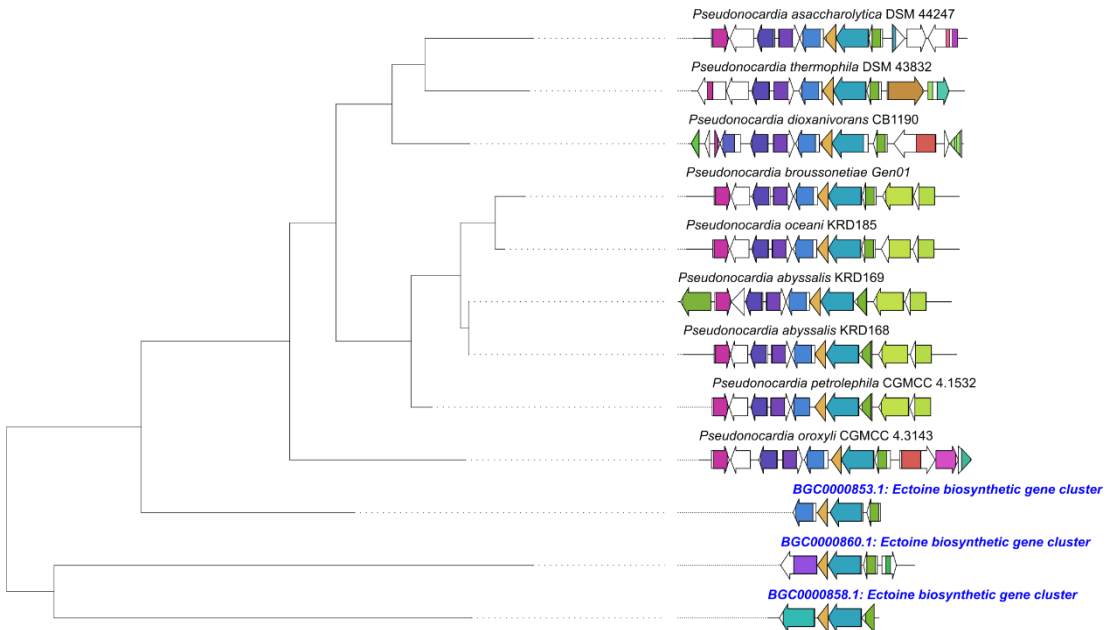 Pseudonocardia asaccharolytica DSM 44247
Pseudonocardia thermophila DSM 43832
Pseudonocardia dioxanivorans CB1190
Pseudonocardia broussonetiae Gen01
Pseudonocardia oceani KRD185
Pseudonocardia abyssalis KRD169
Pseudonocardia abyssalis KRD168
Pseudonocardia petrolephila CGMCC 4.1532
Pseudonocardia oroxyli CGMCC 4.3143
BGC0000853.1: Ectoine biosynthetic gene cluster
BGC0000860.1: Ectoine biosynthetic gene cluster
BGC0000858.1: Ectoine biosynthetic gene cluster